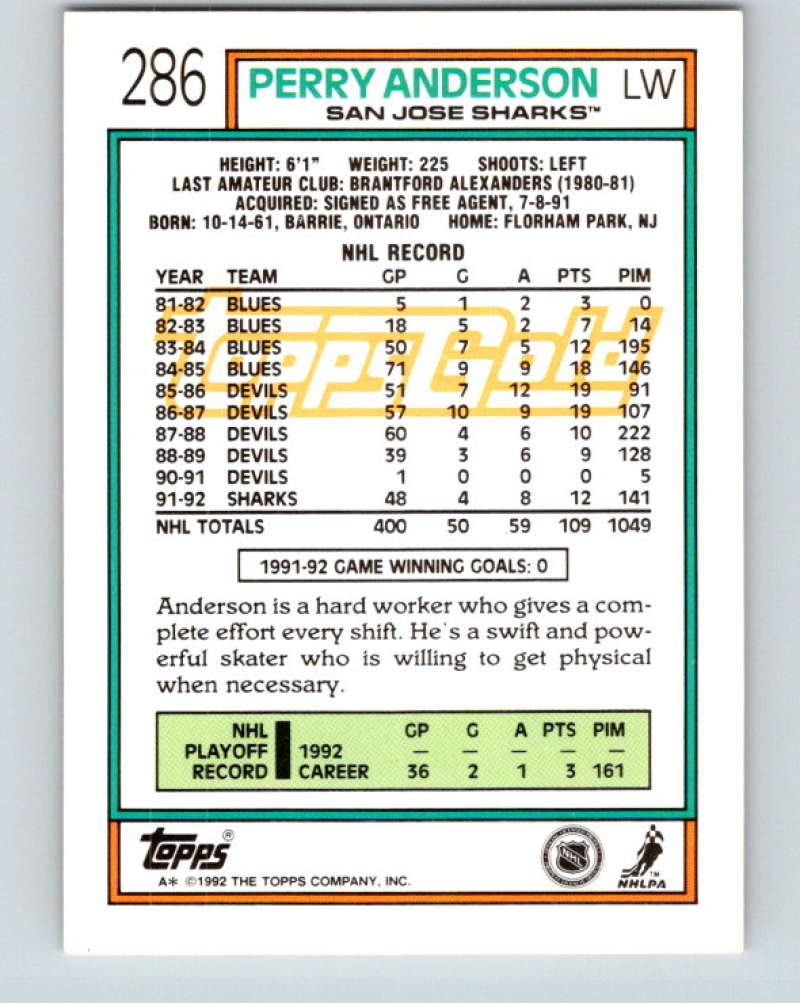 286 PERRY ANDERSON LW
SAN JOSE SHARKS™
HEIGHT: 6'1" WEIGHT: 225 SHOOTS: LEFT
LAST AMATEUR CLUB: BRANTFORD ALEXANDERS (1980-81)
ACQUIRED: SIGNED AS FREE AGENT, 7-8-91
BORN: 10-14-61, BARRIE, ONTARIO HOME: FLORHAM PARK, NJ
NHL RECORD
YEAR TEAM GP G A PTS PIM
81-82 BLUES 5 1 2 3 0
82-83 BLUES 18 5 2 7 14
83-84 BLUES 50 7 5 12 195
84-85 BLUES 71 9 9 18 146
85-86 DEVILS 51 7 12 19 91
86-87 DEVILS 57 10 9 19 107
87-88 DEVILS 60 4 6 10 222
88-89 DEVILS 39 3 6 9 128
90-91 DEVILS 1 0 0 0 5
91-92 SHARKS 48 4 8 12 141
NHL TOTALS 400 50 59 109 1049
ToppsGold
1991-92 GAME WINNING GOALS: 0
Anderson is a hard worker who gives a com-
plete effort every shift. He's a swift and pow-
erful skater who is willing to get physical
when necessary.
NHL GP G A PTS PIM
PLAYOFF 1992 — — — — —
RECORD CAREER 36 2 1 3 161
TOPPS®
A* ©1992 THE TOPPS COMPANY, INC.
NHL
NHLPA™